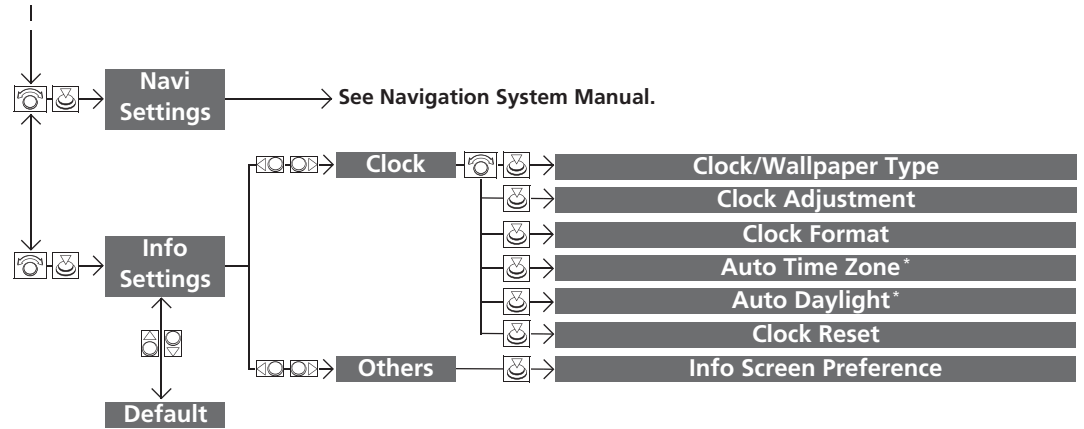 Navi
Settings
See Navigation System Manual.
Clock
Clock/Wallpaper Type
Clock Adjustment
Clock Format
Info
Settings
Auto Time Zone*
Auto Daylight*
Clock Reset
Others
Info Screen Preference
Default